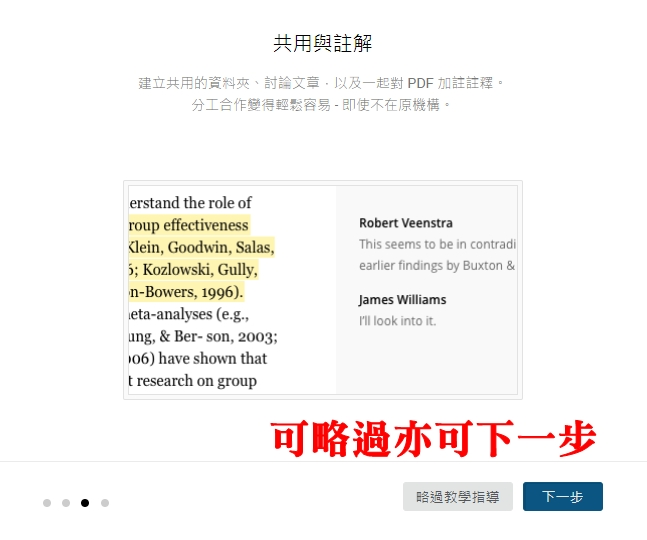 共用與註解
建立共用的資料夾、討論文章，以及一起對 PDF 加註註釋。
分工合作變得輕鬆容易 - 即使不在原機構。
erstand the role of
roup effectiveness
Klein, Goodwin, Salas,
6; Kozlowski, Gully,
n-Bowers, 1996).
eta-analyses (e.g.,
ung, & Ber- son, 2003;
006) have shown that
t research on group
Robert Veenstra
This seems to be in contradi
earlier findings by Buxton &
James Williams
I'll look into it.
可略過亦可下一步
略過教學指導
下一步